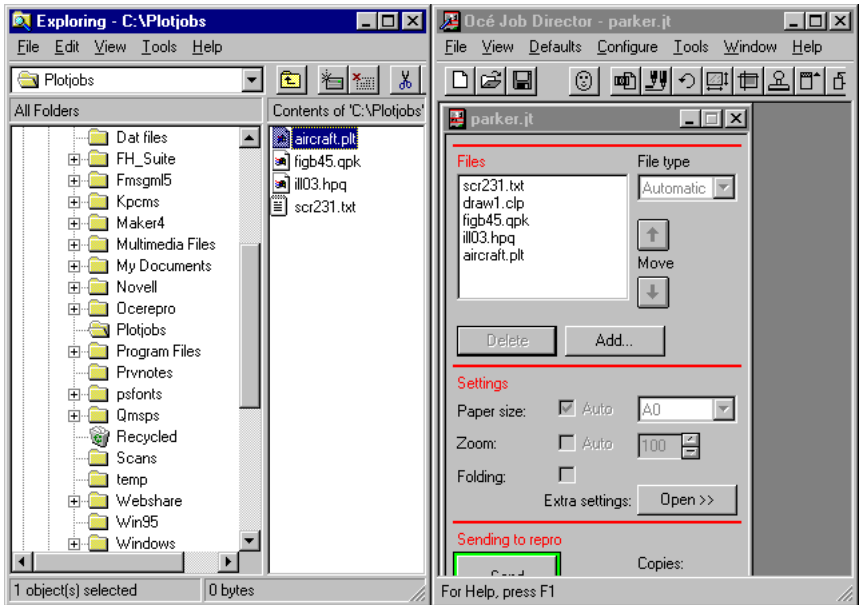 Exploring - C:\Plotjobs
File Edit View Tools Help
Plotjobs
All Folders
Contents of 'C:\Plotjobs'
Dat files
FH_Suite
Fmsgml5
Kpcms
Maker4
Multimedia Files
My Documents
Novell
Ocerepro
Plotjobs
Program Files
Prvnotes
psfonts
Qmsps
Recycled
Scans
temp
Webshare
Win95
Windows
aircraft.plt
figb45.qpk
ill03.hpq
scr231.txt
1 object(s) selected
0 bytes
Océ Job Director - parker.jt
File View Defaults Configure Tools Window Help
parker.jt
Files
File type
scr231.txt
draw1.clp
figb45.qpk
ill03.hpq
aircraft.plt
Automatic
Move
Delete
Add...
Settings
Paper size: Auto A0
Zoom: Auto 100
Folding:
Extra settings: Open >>
Sending to repro
Send
Copies:
For Help, press F1